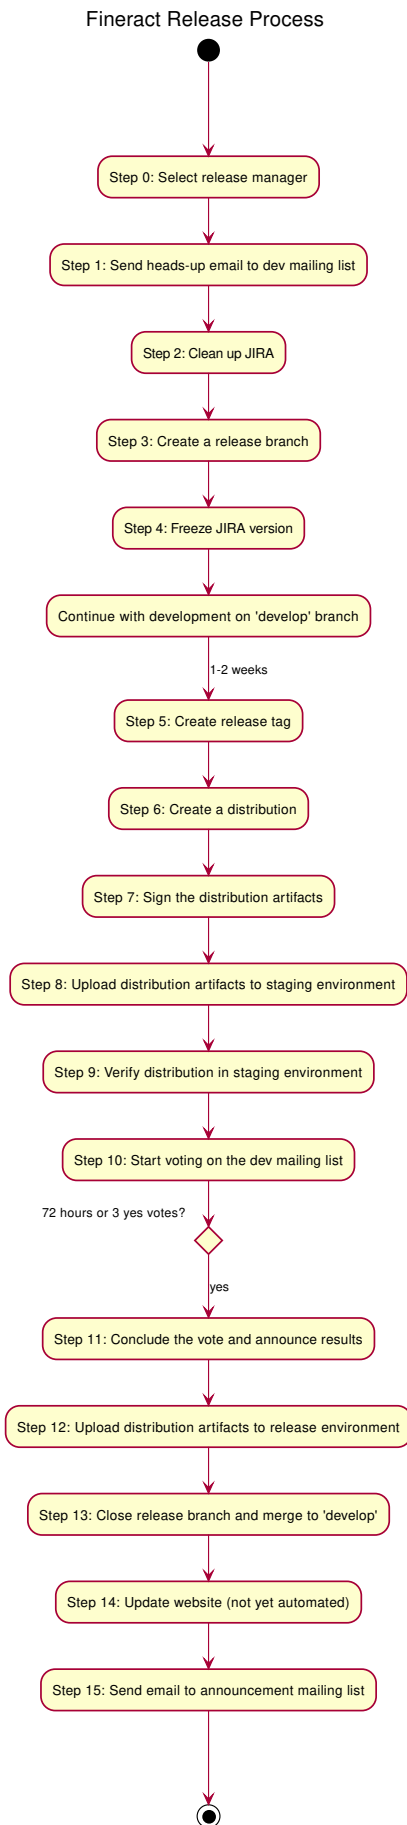 Fineract Release Process
Step 0: Select release manager
Step 1: Send heads-up email to dev mailing list
Step 2: Clean up JIRA
Step 3: Create a release branch
Step 4: Freeze JIRA version
Continue with development on 'develop' branch
1-2 weeks
Step 5: Create release tag
Step 6: Create a distribution
Step 7: Sign the distribution artifacts
Step 8: Upload distribution artifacts to staging environment
Step 9: Verify distribution in staging environment
Step 10: Start voting on the dev mailing list
72 hours or 3 yes votes?
yes
Step 11: Conclude the vote and announce results
Step 12: Upload distribution artifacts to release environment
Step 13: Close release branch and merge to 'develop'
Step 14: Update website (not yet automated)
Step 15: Send email to announcement mailing list